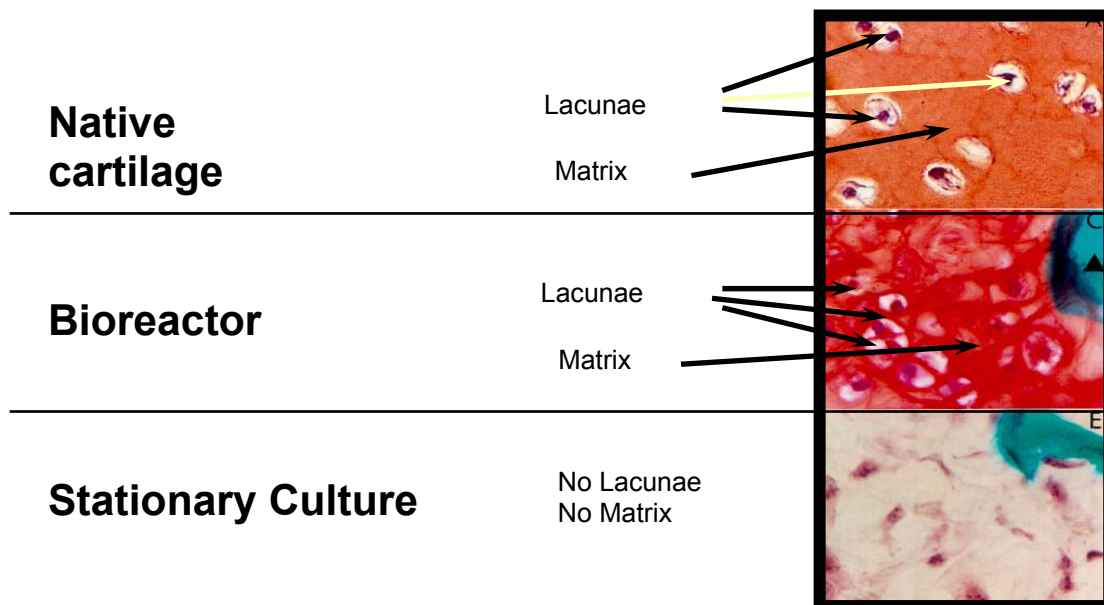 A
Native
cartilage
Lacunae
Matrix
C
Bioreactor
Lacunae
Matrix
E
Stationary Culture
No Lacunae
No Matrix